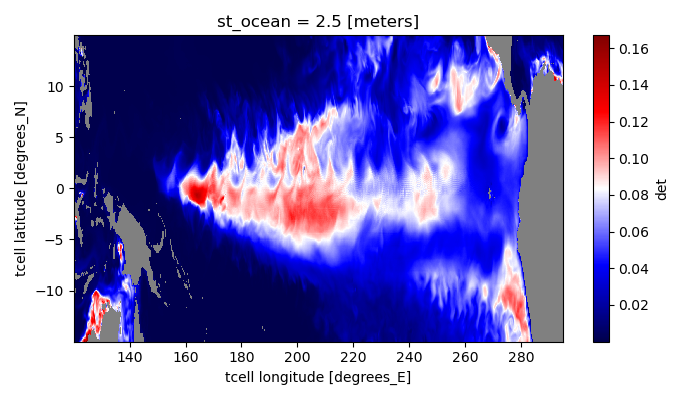 st_ocean = 2.5 [meters]
tcell latitude [degrees_N]
10
5
0
−5
−10
140 160 180 200 220 240 260 280
tcell longitude [degrees_E]
0.16
0.14
0.12
0.10
0.08
0.06
0.04
0.02
det